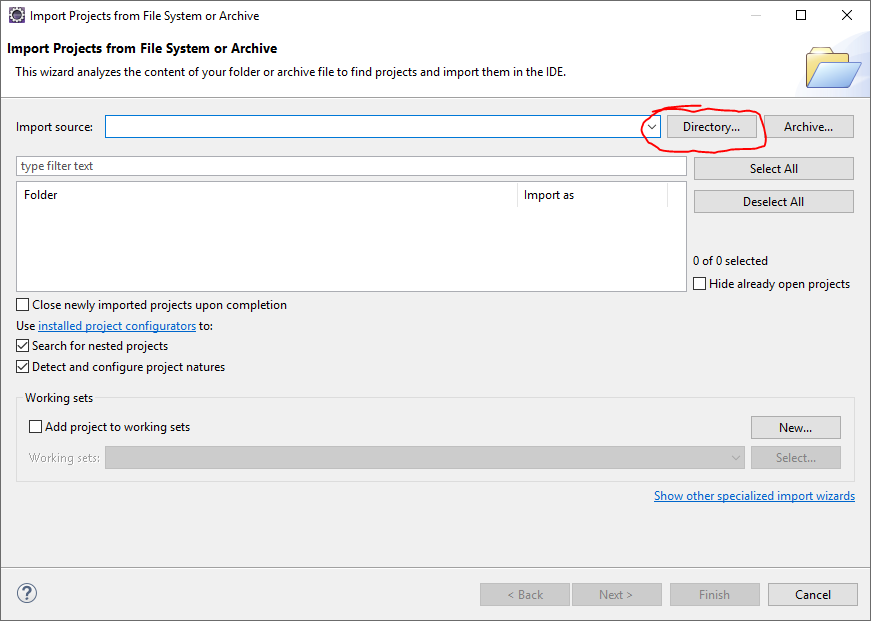 Import Projects from File System or Archive
Import Projects from File System or Archive
This wizard analyzes the content of your folder or archive file to find projects and import them in the IDE.
Import source: Directory... Archive...
type filter text Select All
Folder Import as
Deselect All
0 of 0 selected
Hide already open projects
Close newly imported projects upon completion
Use installed project configurators to:
Search for nested projects
Detect and configure project natures
Working sets
Add project to working sets New...
Working sets: Select...
Show other specialized import wizards
? < Back Next > Finish Cancel